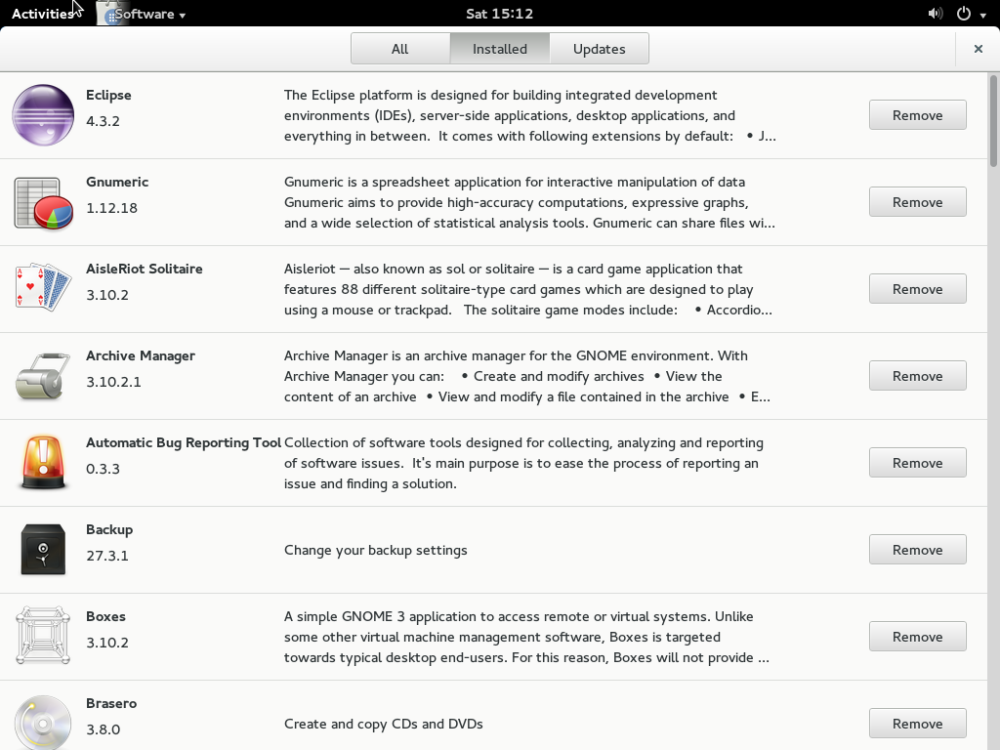 Activities Software Sat 15:12
All Installed Updates
Eclipse
4.3.2
The Eclipse platform is designed for building integrated development
environments (IDEs), server-side applications, desktop applications, and
everything in between.  It comes with following extensions by default:   • J...
Remove
Gnumeric
1.12.18
Gnumeric is a spreadsheet application for interactive manipulation of data
Gnumeric aims to provide high-accuracy computations, expressive graphs,
and a wide selection of statistical analysis tools. Gnumeric can share files wi...
Remove
AisleRiot Solitaire
3.10.2
Aisleriot — also known as sol or solitaire — is a card game application that
features 88 different solitaire-type card games which are designed to play
using a mouse or trackpad.   The solitaire game modes include:    • Accordio...
Remove
Archive Manager
3.10.2.1
Archive Manager is an archive manager for the GNOME environment. With
Archive Manager you can:    • Create and modify archives  • View the
content of an archive  • View and modify a file contained in the archive  • E...
Remove
Automatic Bug Reporting Tool
0.3.3
Collection of software tools designed for collecting, analyzing and reporting
of software issues.  It's main purpose is to ease the process of reporting an
issue and finding a solution.
Remove
Backup
27.3.1
Change your backup settings
Remove
Boxes
3.10.2
A simple GNOME 3 application to access remote or virtual systems. Unlike
some other virtual machine management software, Boxes is targeted
towards typical desktop end-users. For this reason, Boxes will not provide ...
Remove
Brasero
3.8.0
Create and copy CDs and DVDs
Remove